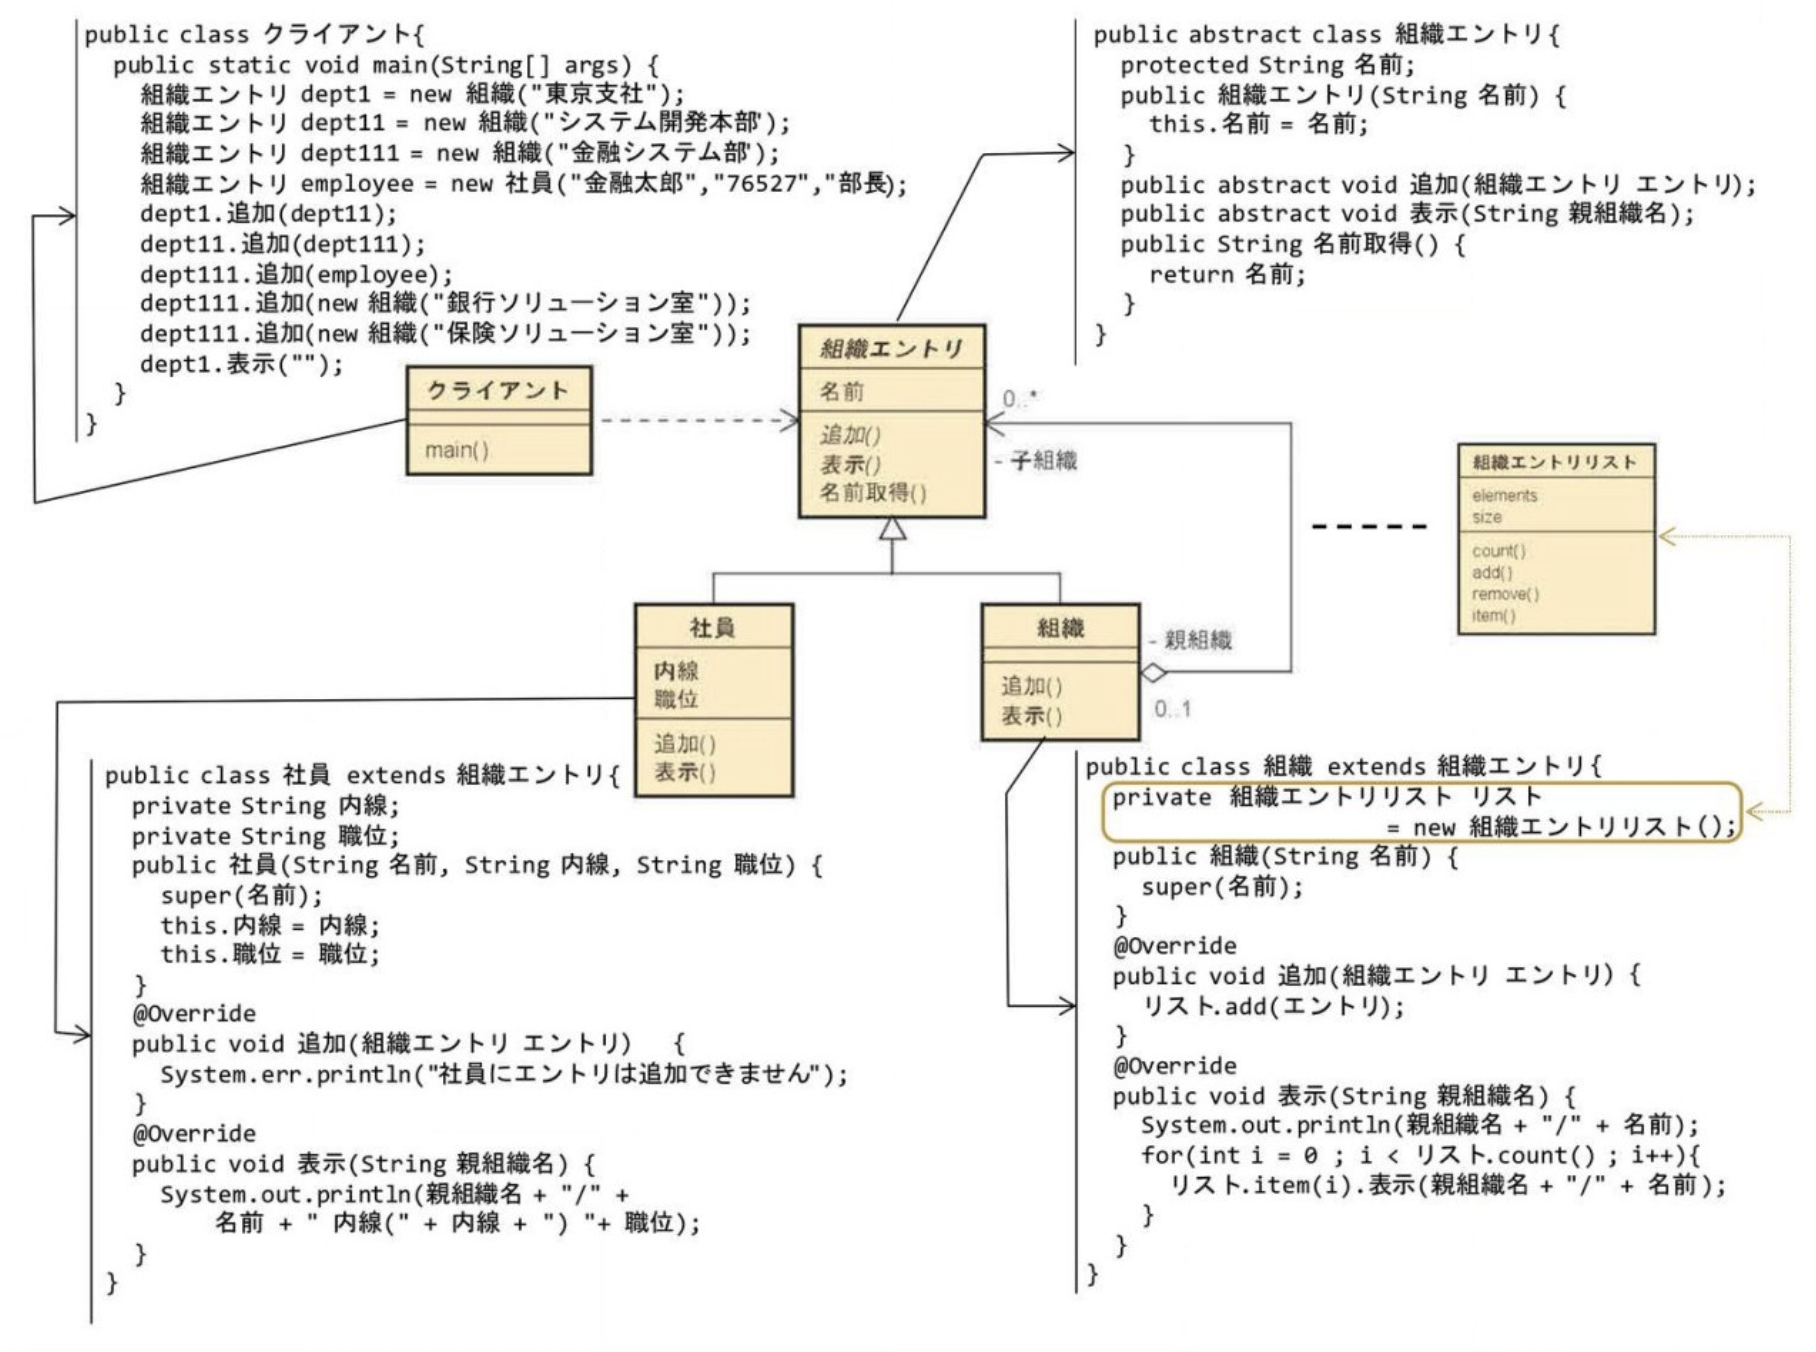 public class クライアント{
public static void main(String[] args) {
組織エントリ dept1 = new 組織("東京支社");
組織エントリ dept11 = new 組織("システム開発本部");
組織エントリ dept111 = new 組織("金融システム部");
組織エントリ employee = new 社員("金融太郎","76527","部長);
dept1.追加(dept11);
dept11.追加(dept111);
dept111.追加(employee);
dept111.追加(new 組織("銀行ソリューション室"));
dept111.追加(new 組織("保険ソリューション室"));
dept1.表示("");
}
}
public abstract class 組織エントリ{
protected String 名前;
public 組織エントリ(String 名前) {
this.名前 = 名前;
}
public abstract void 追加(組織エントリ エントリ);
public abstract void 表示(String 親組織名);
public String 名前取得() {
return 名前;
}
}
クライアント
main()
組織エントリ
名前
追加()
表示()
名前取得()
0..*
- 子組織
組織エントリリスト
elements
size
count()
add()
remove()
item()
社員
内線
職位
追加()
表示()
組織
追加()
表示()
- 親組織
0..1
public class 社員 extends 組織エントリ{
private String 内線;
private String 職位;
public 社員(String 名前, String 内線, String 職位) {
super(名前);
this.内線 = 内線;
this.職位 = 職位;
}
@Override
public void 追加(組織エントリ エントリ) {
System.err.println("社員にエントリは追加できません");
}
@Override
public void 表示(String 親組織名) {
System.out.println(親組織名 + "/" +
名前 + " 内線(" + 内線 + ") "+ 職位);
}
}
public class 組織 extends 組織エントリ{
private 組織エントリリスト リスト
= new 組織エントリリスト();
public 組織(String 名前) {
super(名前);
}
@Override
public void 追加(組織エントリ エントリ) {
リスト.add(エントリ);
}
@Override
public void 表示(String 親組織名) {
System.out.println(親組織名 + "/" + 名前);
for(int i = 0 ; i < リスト.count() ; i++){
リスト.item(i).表示(親組織名 + "/" + 名前);
}
}
}